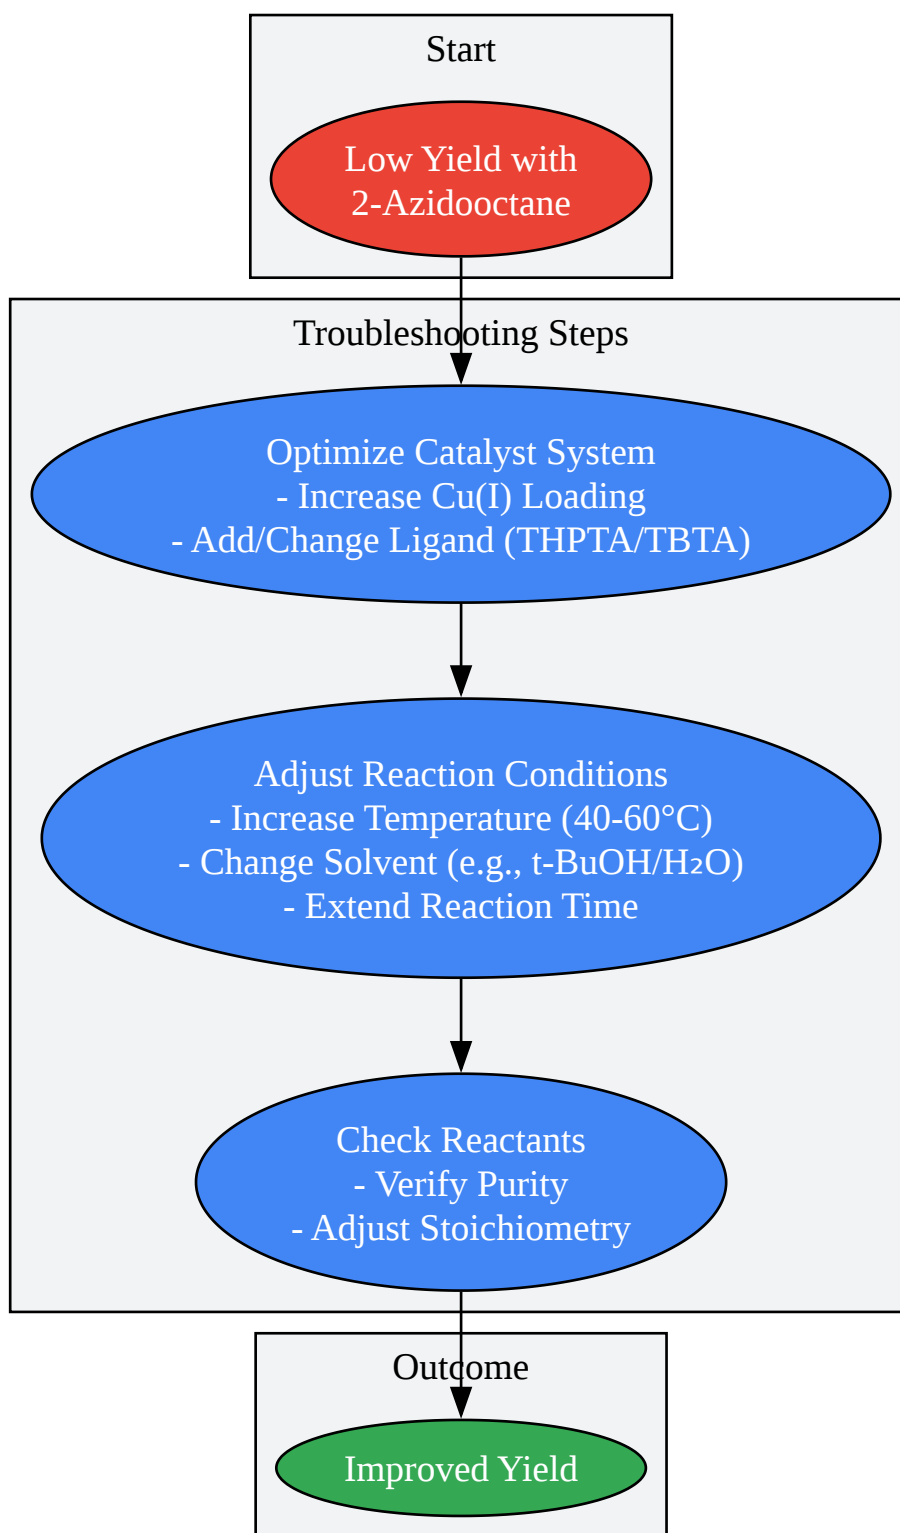 Start
Low Yield with
2-Azidooctane
Troubleshooting Steps
Optimize Catalyst System
- Increase Cu(I) Loading
- Add/Change Ligand (THPTA/TBTA)
Adjust Reaction Conditions
- Increase Temperature (40-60°C)
- Change Solvent (e.g., t-BuOH/H₂O)
- Extend Reaction Time
Check Reactants
- Verify Purity
- Adjust Stoichiometry
Outcome
Improved Yield